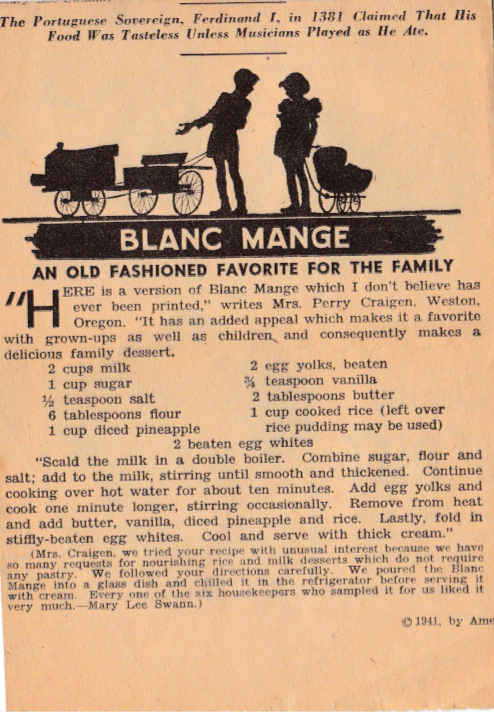 The Portuguese Sovereign, Ferdinand I, in 1381 Claimed That His
Food Was Tasteless Unless Musicians Played as He Ate.
BLANC MANGE
AN OLD FASHIONED FAVORITE FOR THE FAMILY
"HERE is a version of Blanc Mange which I don't believe has
ever been printed," writes Mrs. Perry Craigen, Weston,
Oregon. "It has an added appeal which makes it a favorite
with grown-ups as well as children, and consequently makes a
delicious family dessert.
2 cups milk
1 cup sugar
½ teaspoon salt
6 tablespoons flour
1 cup diced pineapple
2 egg yolks, beaten
¾ teaspoon vanilla
2 tablespoons butter
1 cup cooked rice (left over
rice pudding may be used)
2 beaten egg whites
"Scald the milk in a double boiler. Combine sugar, flour and
salt; add to the milk, stirring until smooth and thickened. Continue
cooking over hot water for about ten minutes. Add egg yolks and
cook one minute longer, stirring occasionally. Remove from heat
and add butter, vanilla, diced pineapple and rice. Lastly, fold in
stiffly-beaten egg whites. Cool and serve with thick cream."
(Mrs. Craigen, we tried your recipe with unusual interest because we have
so many requests for nourishing rice and milk desserts which do not require
any pastry. We followed your directions carefully. We poured the Blanc
Mange into a glass dish and chilled it in the refrigerator before serving it
with cream. Every one of the six housekeepers who sampled it for us liked it
very much.—Mary Lee Swann.)
© 1941, by Ame